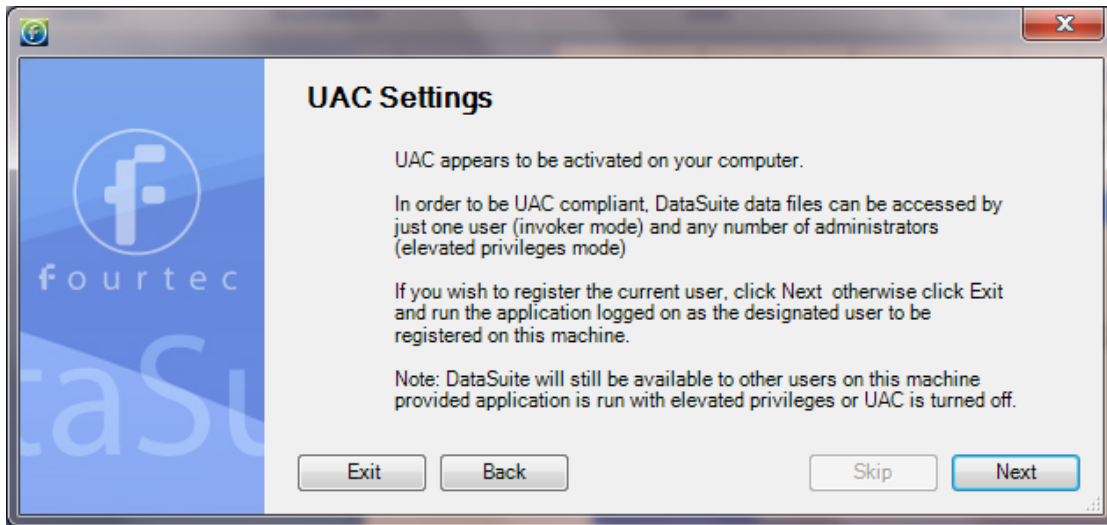 UAC Settings
UAC appears to be activated on your computer.
In order to be UAC compliant, DataSuite data files can be accessed by
just one user (invoker mode) and any number of administrators
(elevated privileges mode)
If you wish to register the current user, click Next otherwise click Exit
and run the application logged on as the designated user to be
registered on this machine.
Note: DataSuite will still be available to other users on this machine
provided application is run with elevated privileges or UAC is turned off.
fourtec
taSu
Exit Back Skip Next